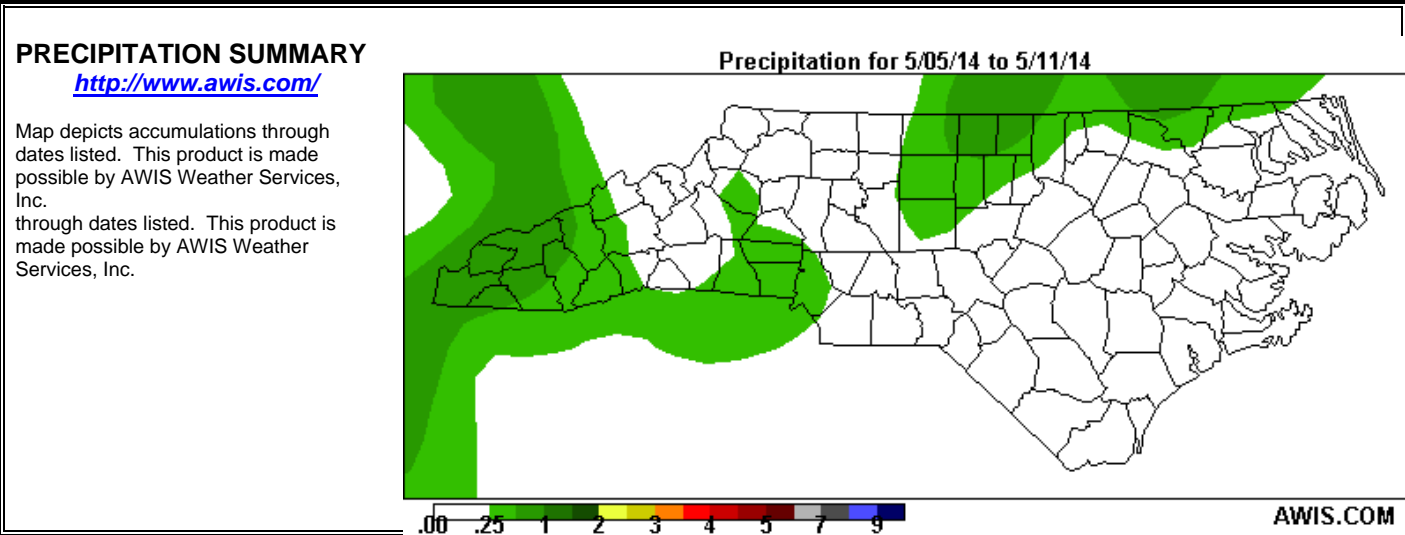 PRECIPITATION SUMMARY
http://www.awis.com/
Map depicts accumulations through
dates listed. This product is made
possible by AWIS Weather Services,
Inc.
through dates listed. This product is
made possible by AWIS Weather
Services, Inc.
Precipitation for 5/05/14 to 5/11/14
.00 .25 1 2 3 4 5 7 9
AWIS.COM